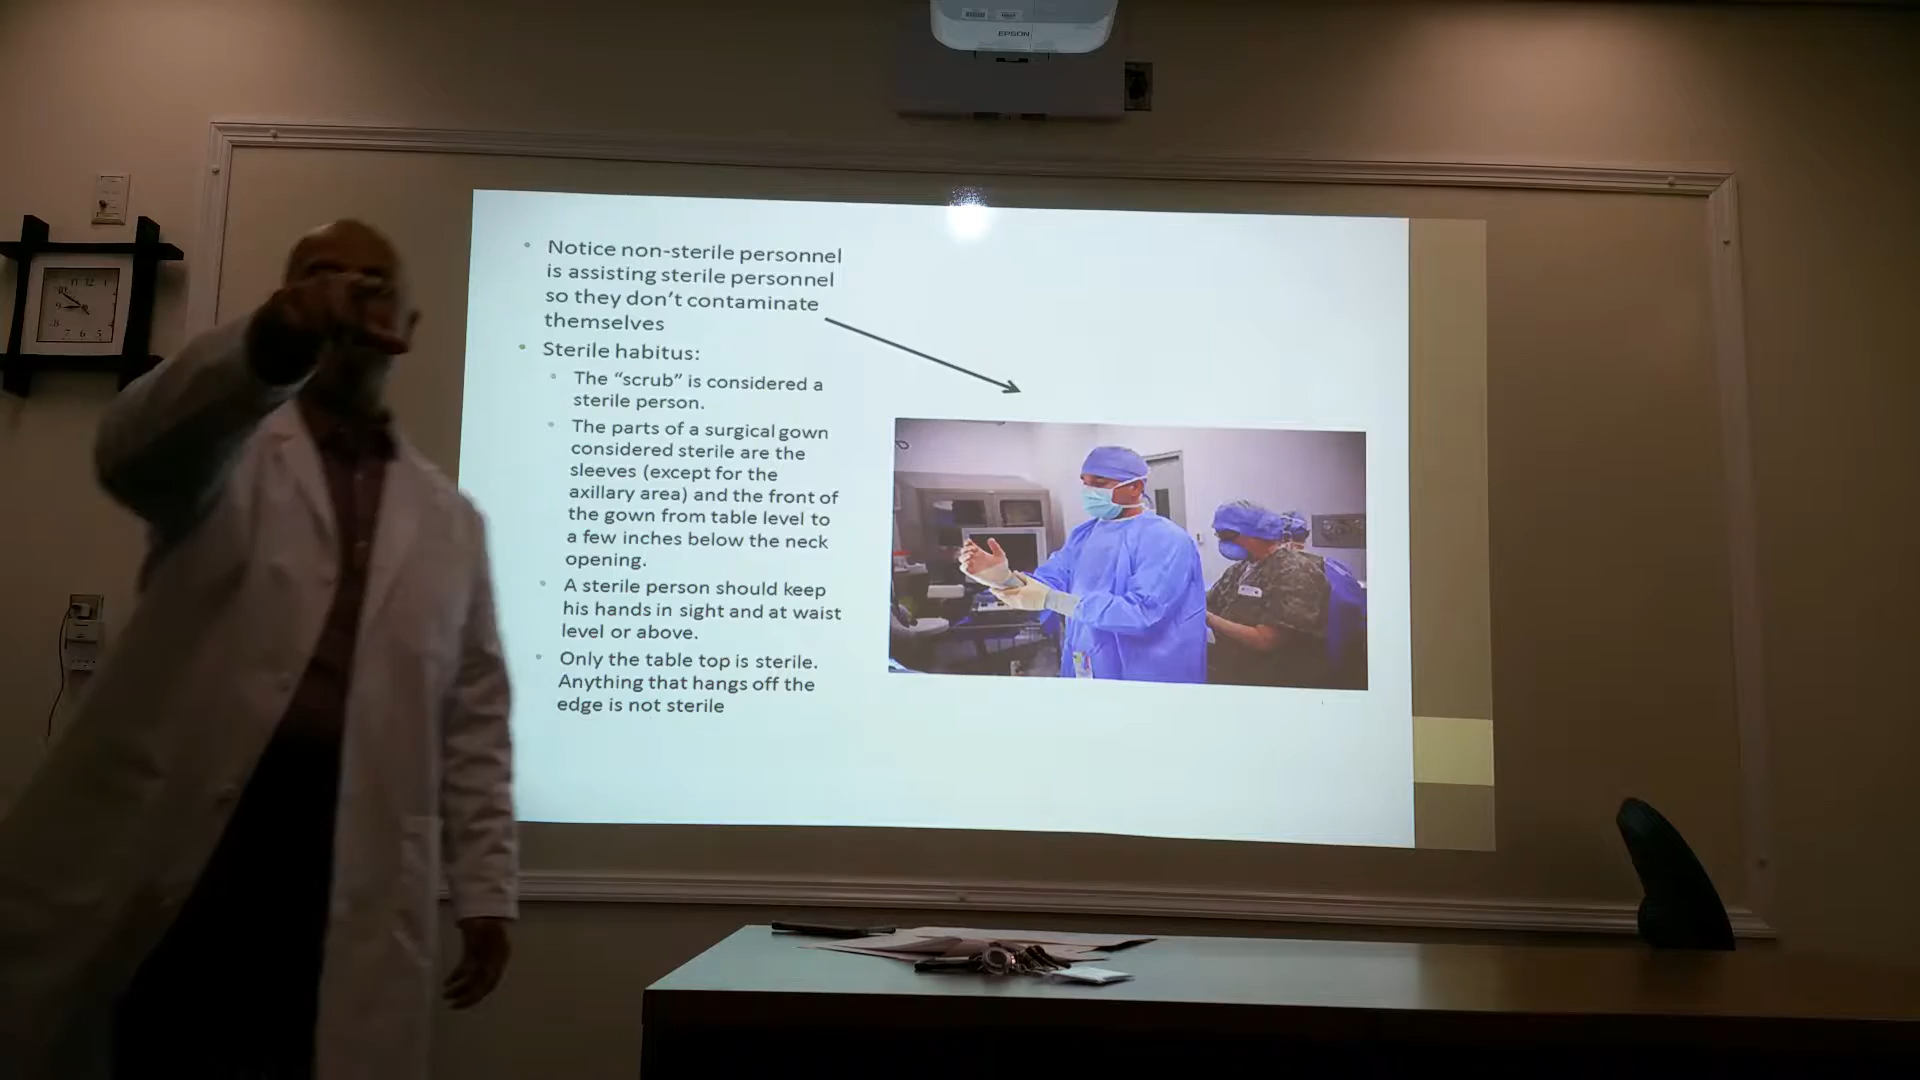 EPSON
Notice non-sterile personnel
is assisting sterile personnel
so they don't contaminate
themselves
Sterile habitus:
The “scrub” is considered a
sterile person.
The parts of a surgical gown
considered sterile are the
sleeves (except for the
axillary area) and the front of
the gown from table level to
a few inches below the neck
opening.
A sterile person should keep
his hands in sight and at waist
level or above.
Only the table top is sterile.
Anything that hangs off the
edge is not sterile